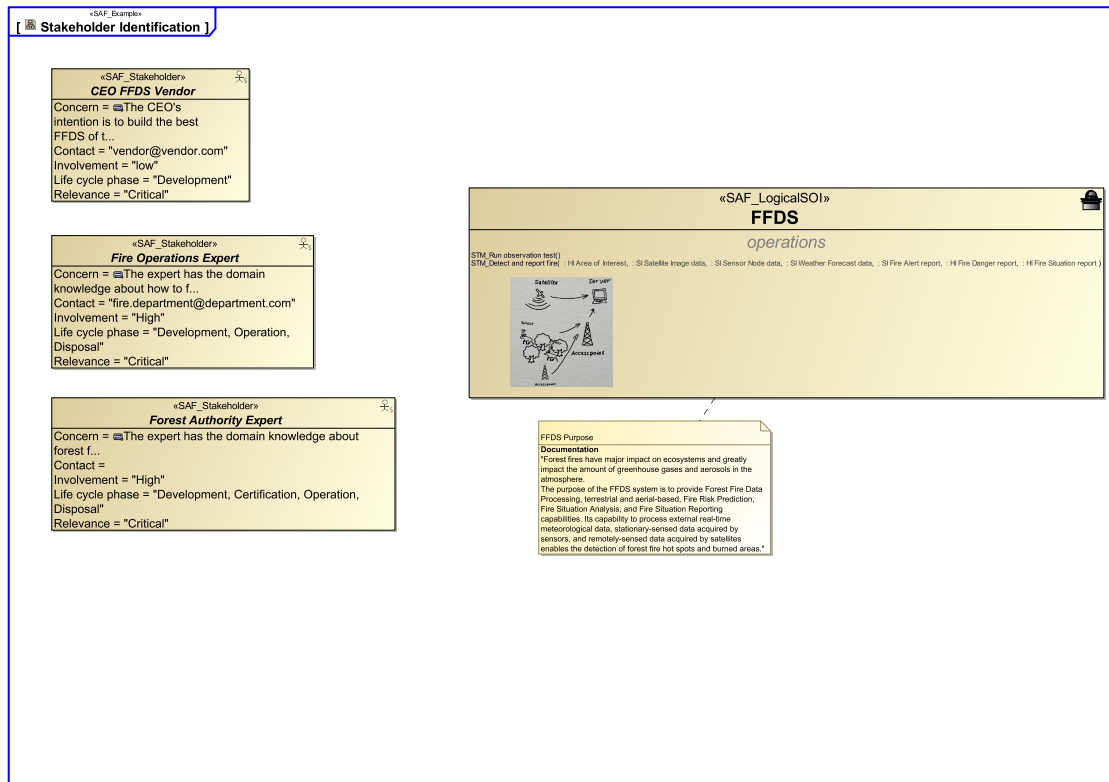 «SAF_Example»
[ Stakeholder Identification ]
«SAF_Stakeholder»
CEO FFDS Vendor
Concern = The CEO's
intention is to build the best
FFDS of t...
Contact = "vendor@vendor.com"
Involvement = "low"
Life cycle phase = "Development"
Relevance = "Critical"
«SAF_Stakeholder»
Fire Operations Expert
Concern = The expert has the domain
knowledge about how to f...
Contact = "fire.department@department.com"
Involvement = "High"
Life cycle phase = "Development, Operation,
Disposal"
Relevance = "Critical"
«SAF_Stakeholder»
Forest Authority Expert
Concern = The expert has the domain knowledge about
forest f...
Contact =
Involvement = "High"
Life cycle phase = "Development, Certification, Operation,
Disposal"
Relevance = "Critical"
«SAF_LogicalSOI»
FFDS
operations
STM_Run observation test()
STM_Detect and report fire( : HI Area of Interest, : SI Satellite Image data, : SI Sensor Node data, : SI Weather Forecast data, : SI Fire Alert report, : HI Fire Danger report, : HI Fire Situation report )
Satellite
Server
Sensor
Accesspoint
Accesspoint
FFDS Purpose
Documentation
"Forest fires have major impact on ecosystems and greatly
impact the amount of greenhouse gases and aerosols in the
atmosphere.
The purpose of the FFDS system is to provide Forest Fire Data
Processing, terrestrial and aerial-based, Fire Risk Prediction,
Fire Situation Analysis, and Fire Situation Reporting
capabilities. Its capability to process external real-time
meteorological data, stationary-sensed data acquired by
sensors, and remotely-sensed data acquired by satellites
enables the detection of forest fire hot spots and burned areas."